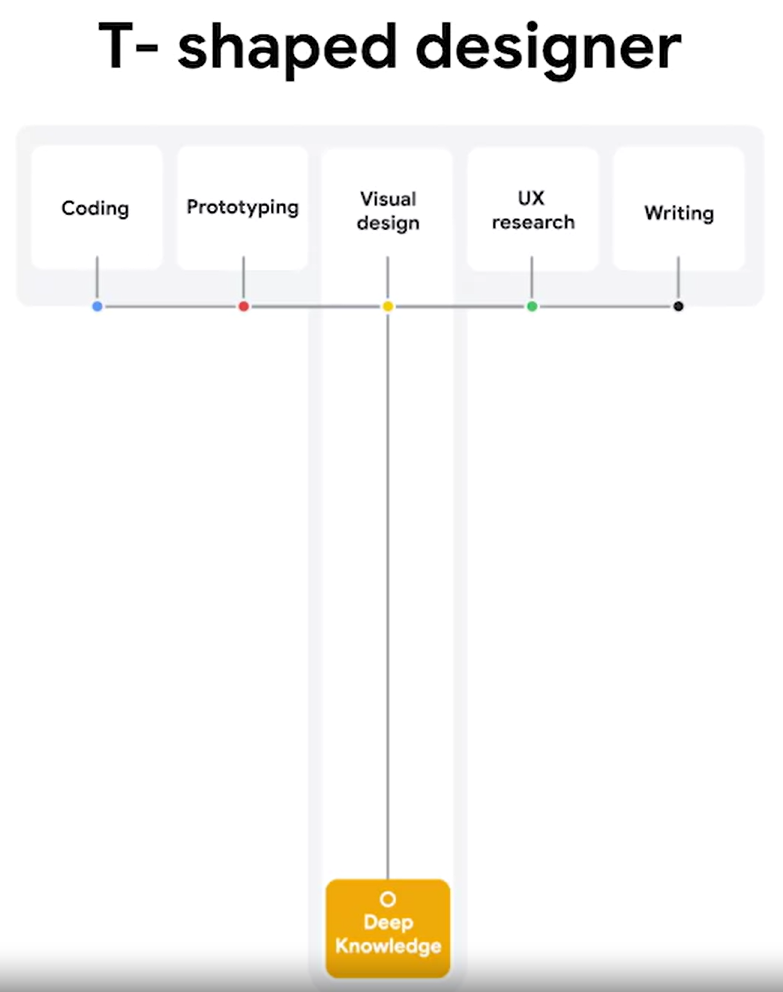 T- shaped designer
Coding
Prototyping
Visual
design
UX
research
Writing
Deep
Knowledge